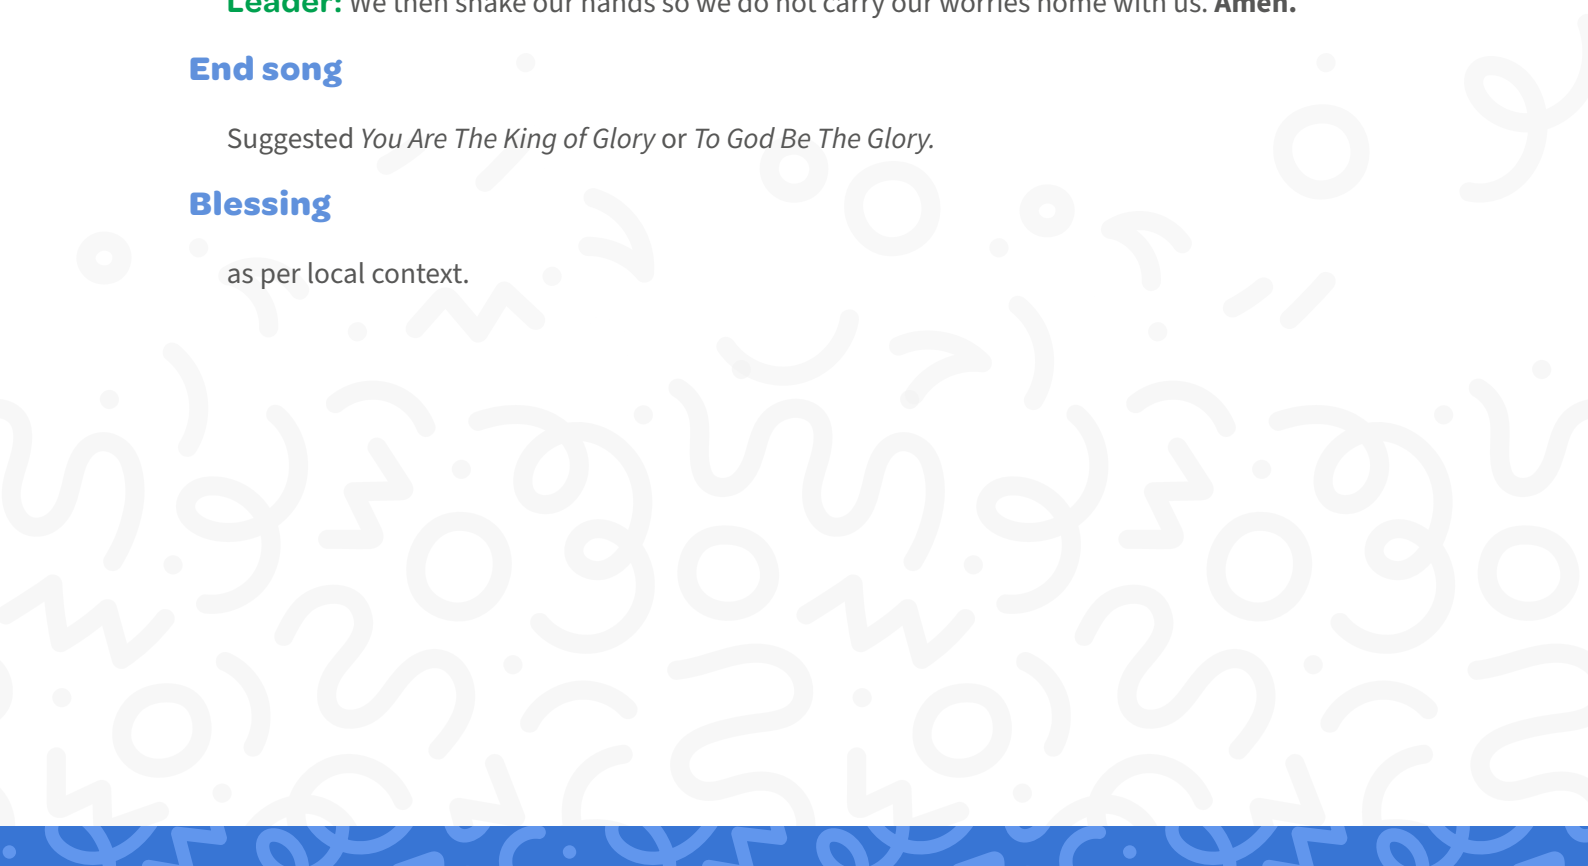 Leader: We then shake our hands so we do not carry our worries home with us. Amen.
End song
Suggested You Are The King of Glory or To God Be The Glory.
Blessing
as per local context.